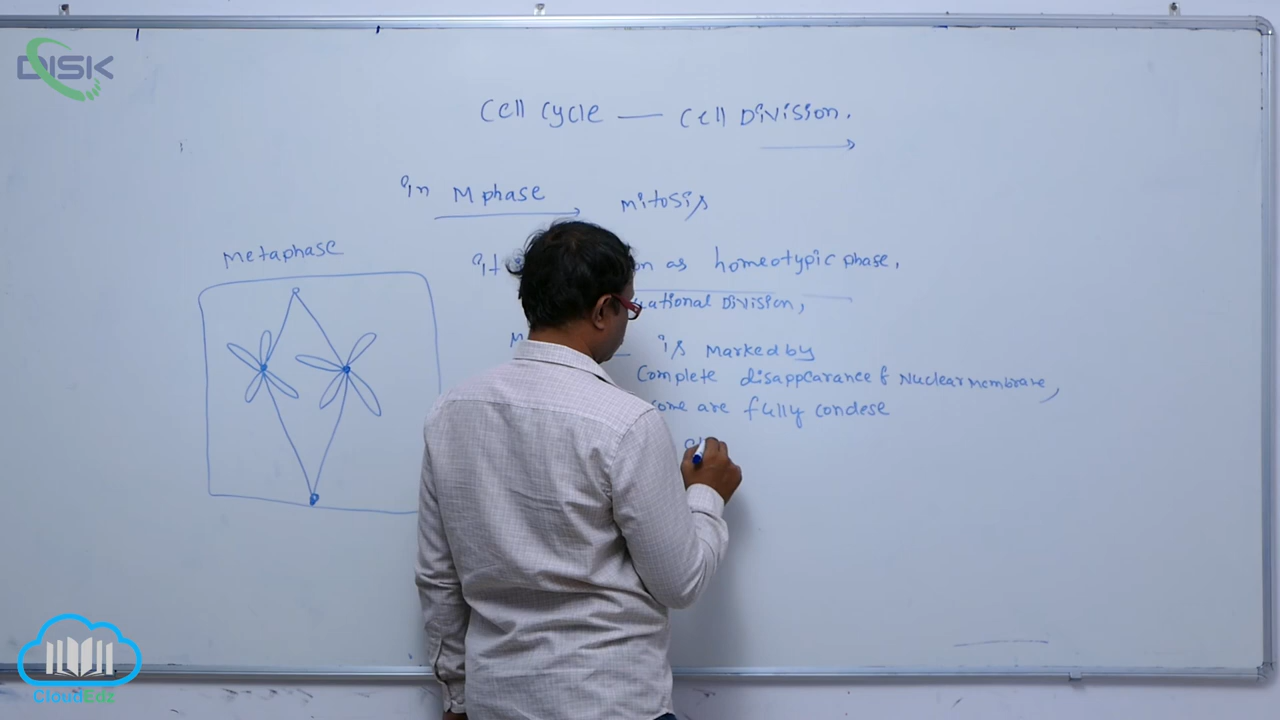 DISK
Cell Cycle — Cell Division.
in M phase → mitosis
Metaphase
it on as homeotypic phase,
ational Division,
is Marked by
Complete disappearance of Nuclear Membrane,
ome are fully condese
CloudEdz